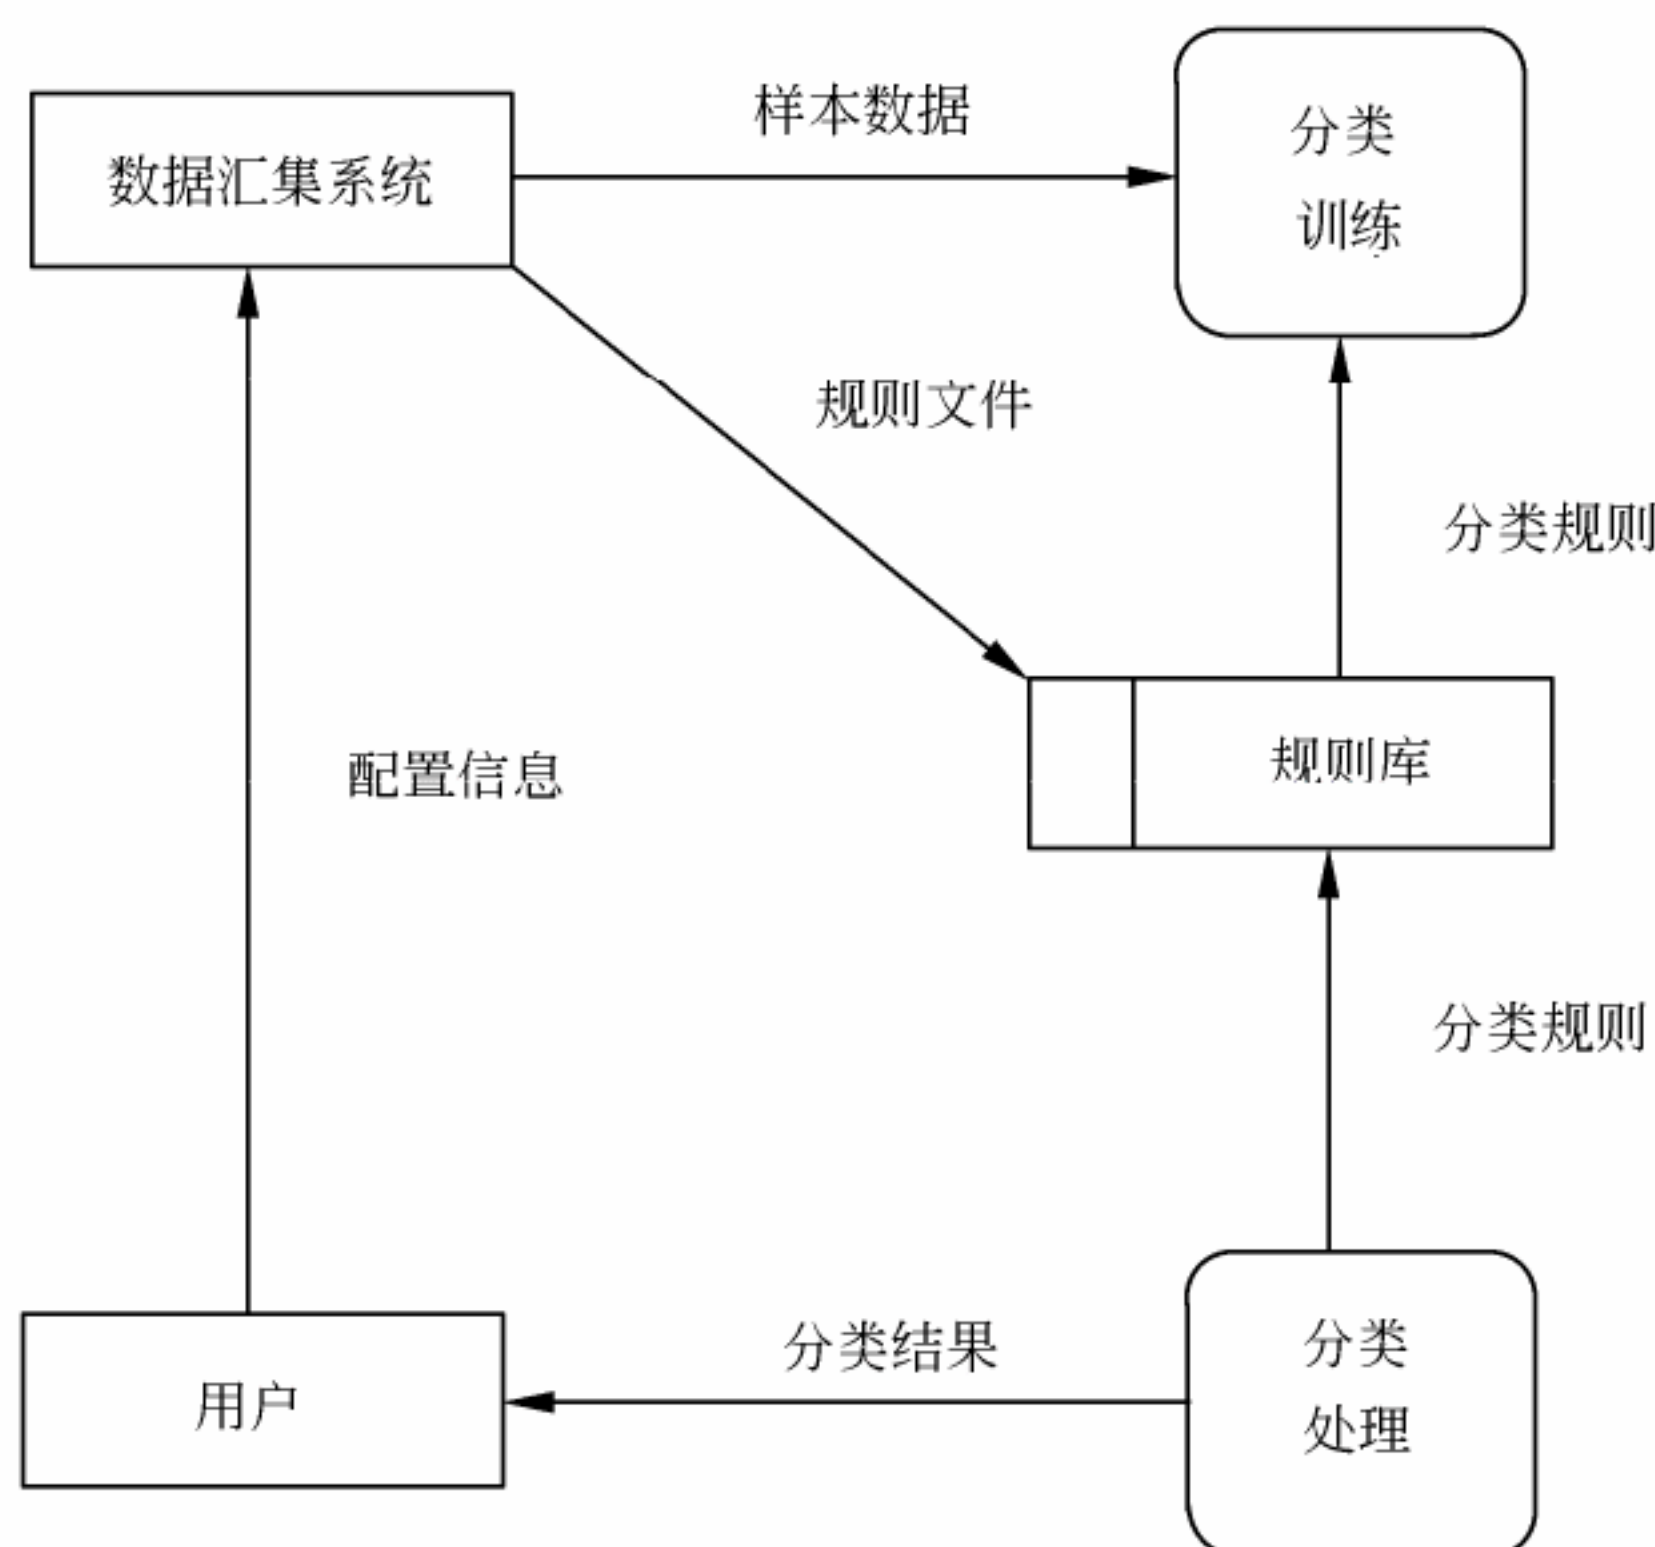 样本数据
分类
训练
数据汇集系统
规则文件
分类规则
规则库
配置信息
分类规则
分类结果
分类
处理
用户